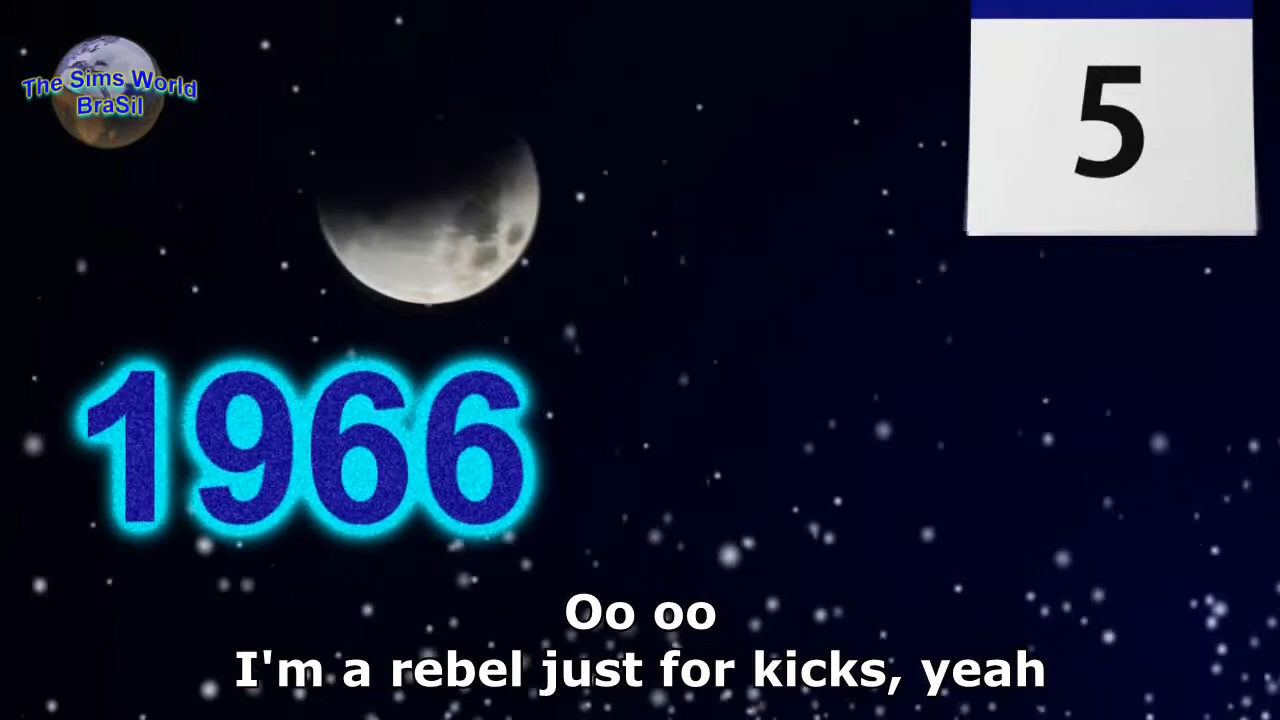 The Sims World
BraSil
5
1966
Oo oo
I'm a rebel just for kicks, yeah